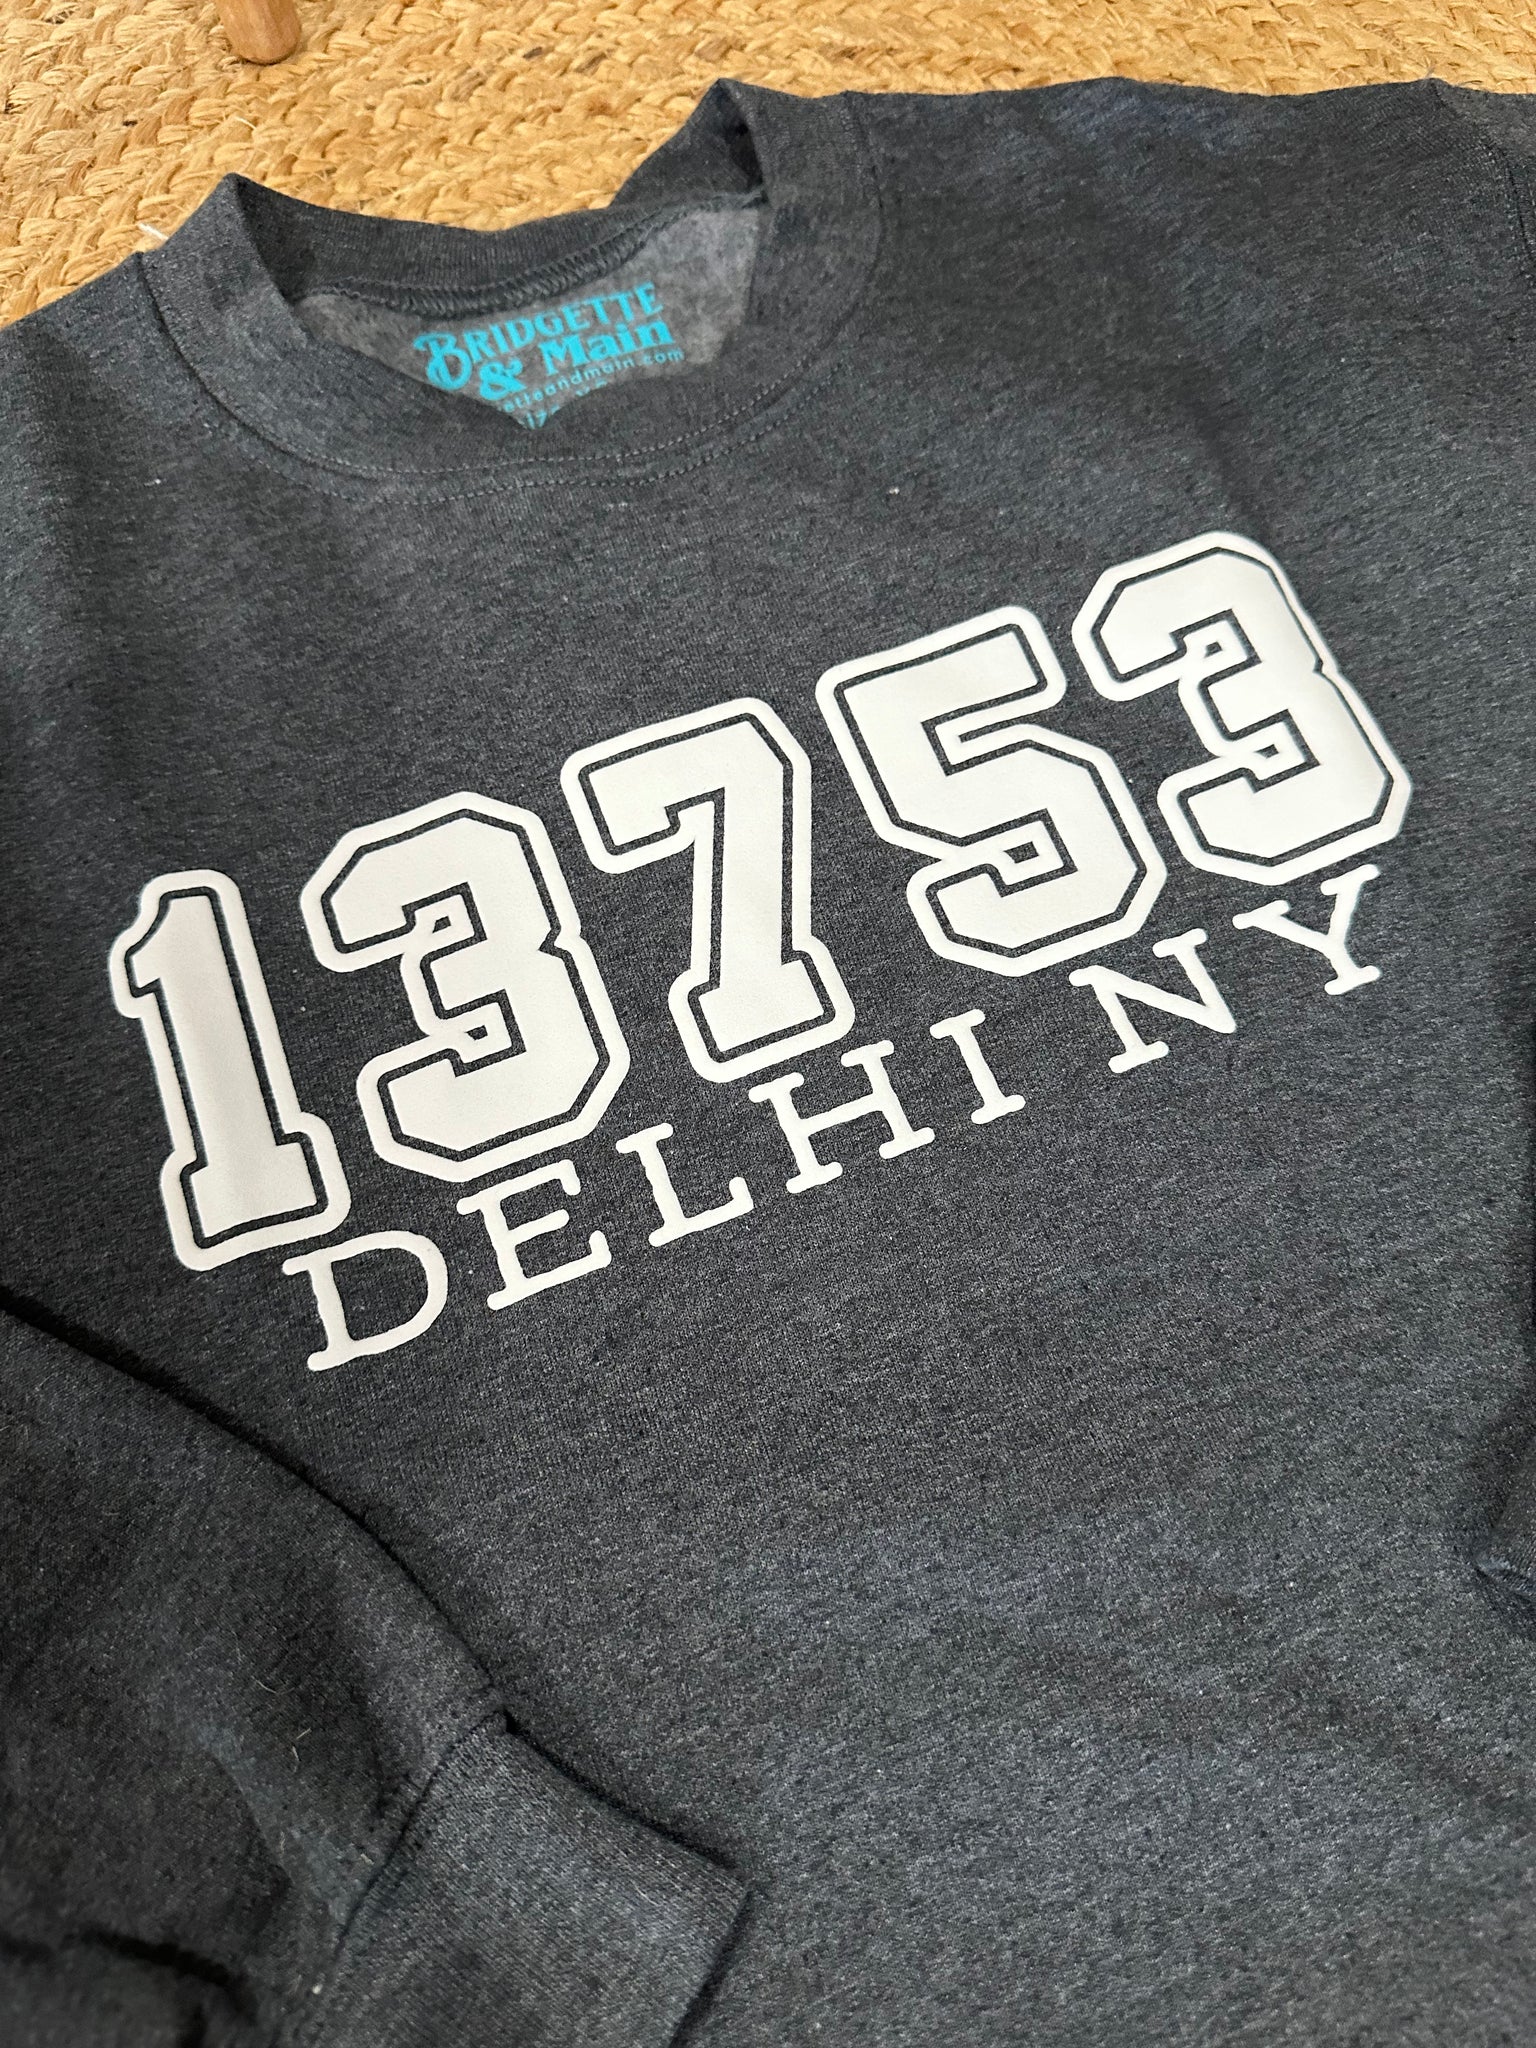 BRIDGETTE
& Main
13753
DELHI NY